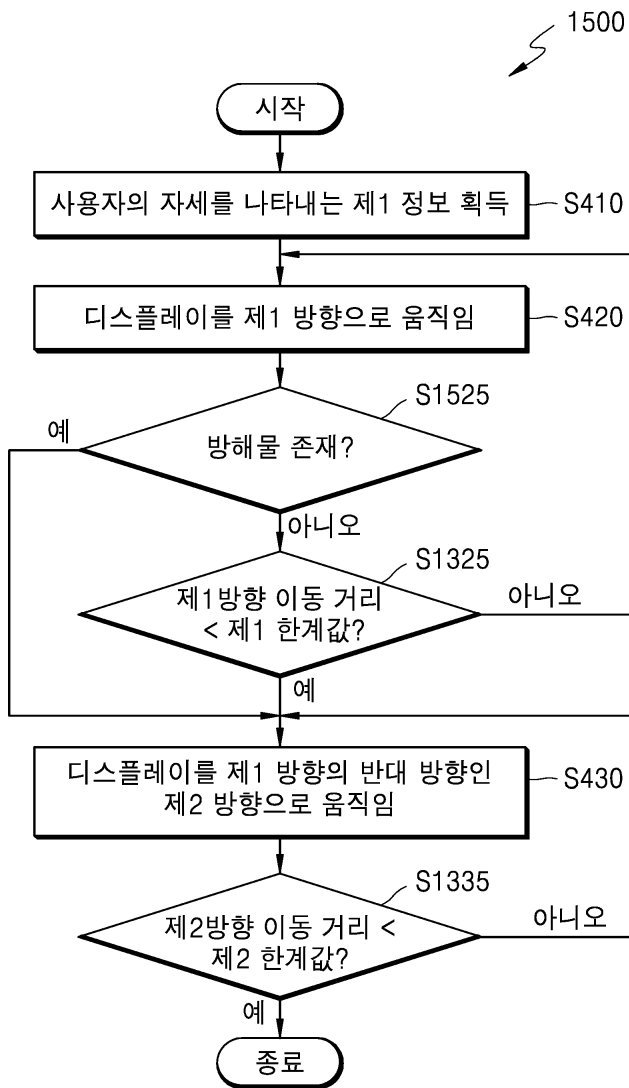 1500
시작
사용자의 자세를 나타내는 제1 정보 획득
S410
디스플레이를 제1 방향으로 움직임
S420
S1525
예
방해물 존재?
아니오
S1325
제1방향 이동 거리
< 제1 한계값?
아니오
예
디스플레이를 제1 방향의 반대 방향인
제2 방향으로 움직임
S430
S1335
제2방향 이동 거리 <
제2 한계값?
아니오
예
종료